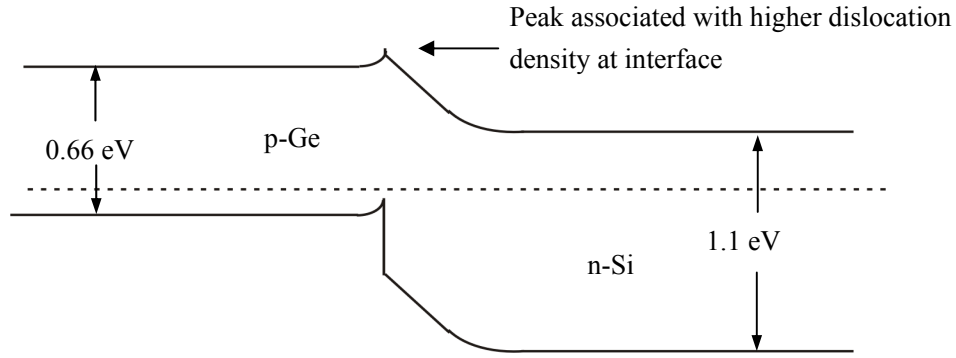 Peak associated with higher dislocation
density at interface
0.66 eV
p-Ge
1.1 eV
n-Si